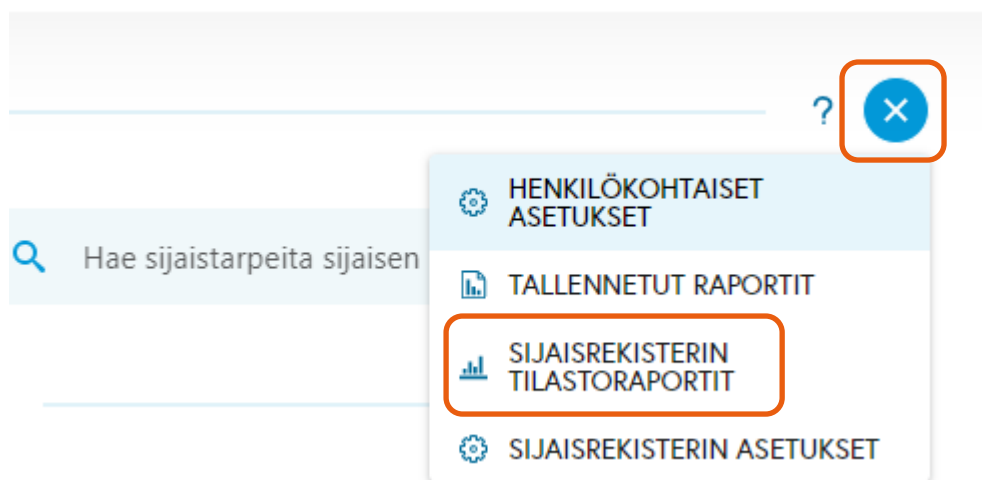 ?
HENKILÖKOHTAISET
ASETUKSET
Hae sijaistarpeita sijaisen
TALLENNETUT RAPORTIT
SIJAISREKISTERIN
TILASTORAPORTIT
SIJAISREKISTERIN ASETUKSET